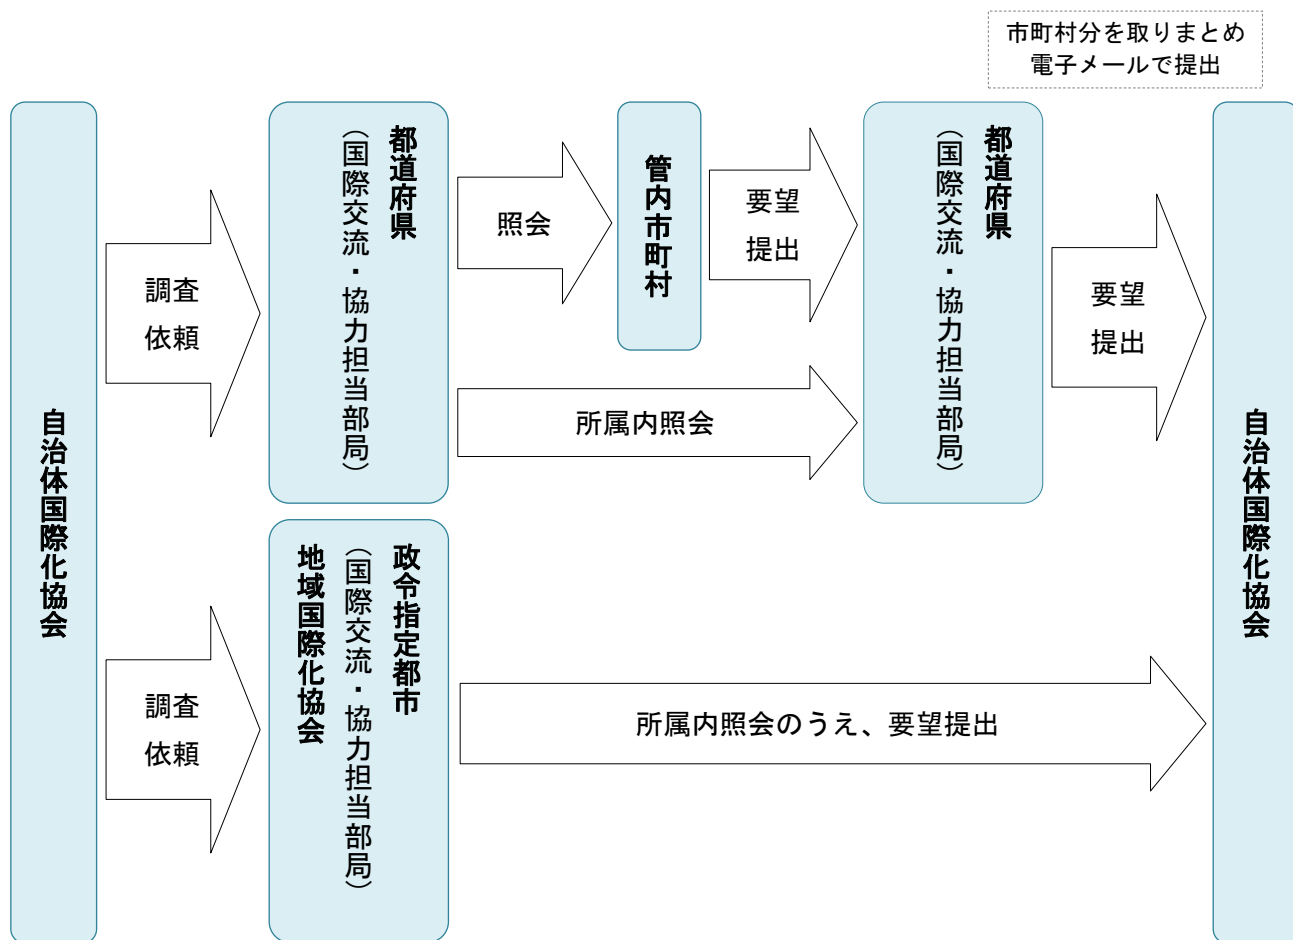 市町村分を取りまとめ
電子メールで提出
自治体国際化協会
調査
依頼
都道府県
（国際交流・協力担当部局）
照会
管内市町村
要望
提出
所属内照会
都道府県
（国際交流・協力担当部局）
要望
提出
自治体国際化協会
調査
依頼
政令指定都市
（国際交流・協力担当部局）
地域国際化協会
所属内照会のうえ、要望提出